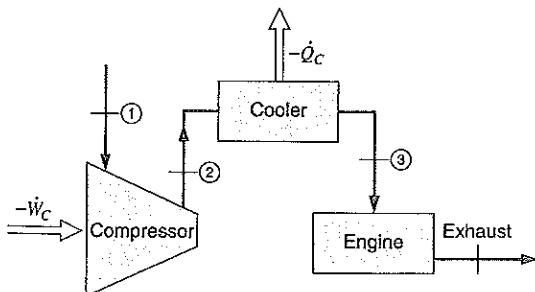 −Q̇C
Cooler
1
2
3
−ẆC
Compressor
Engine
Exhaust